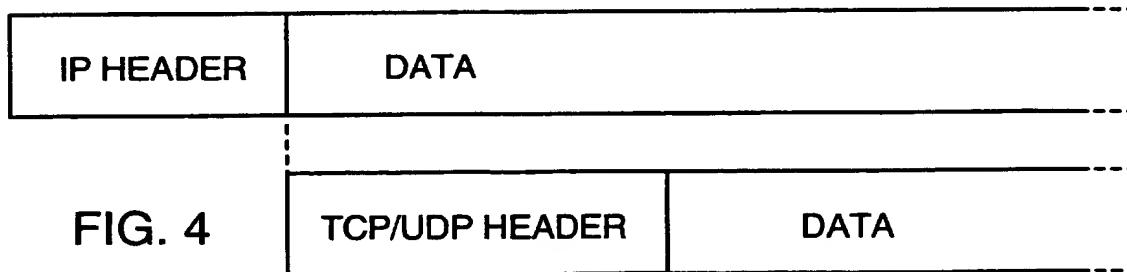 IP HEADER DATA
FIG. 4 TCP/UDP HEADER DATA